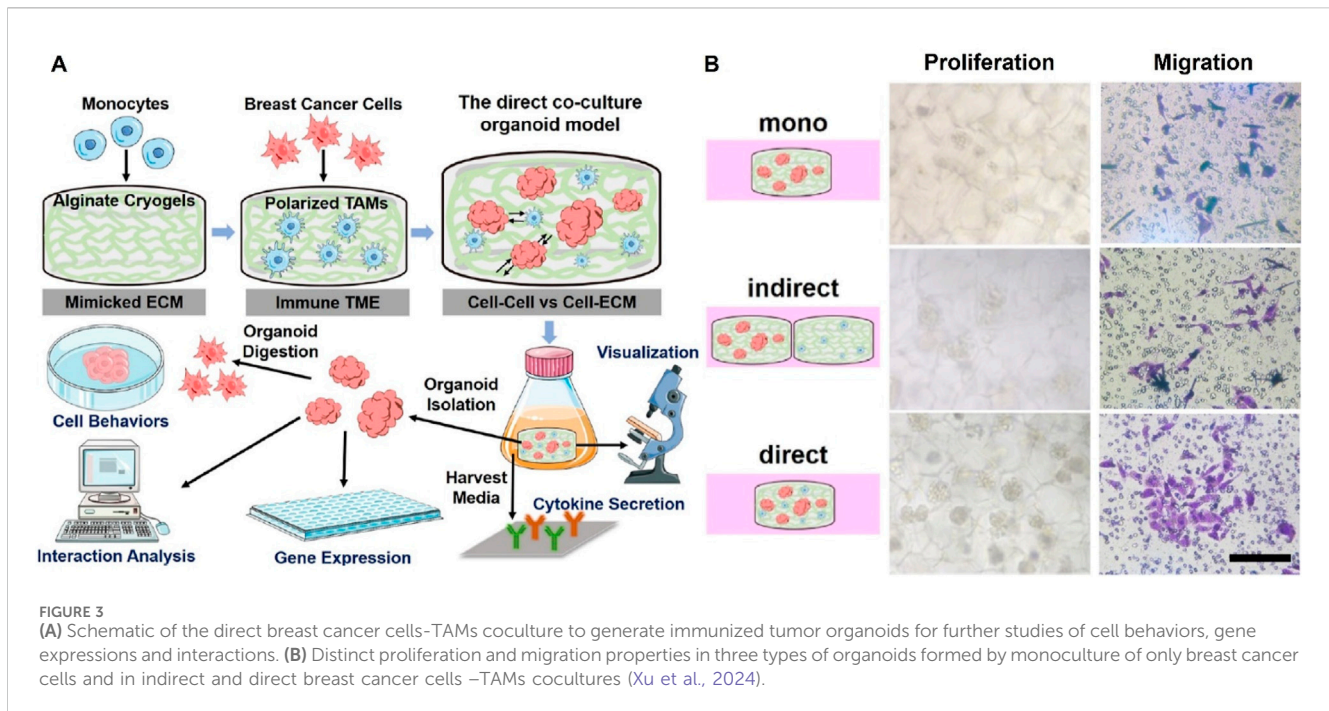 A
Monocytes
Breast Cancer Cells
The direct co-culture
organoid model
Alginate Cryogels
Polarized TAMs
Mimicked ECM
Immune TME
Cell-Cell vs Cell-ECM
Organoid
Digestion
Organoid
Isolation
Visualization
Cell Behaviors
Harvest
Media
Cytokine Secretion
Interaction Analysis
Gene Expression
B
Proliferation
Migration
mono
indirect
direct
FIGURE 3
(A) Schematic of the direct breast cancer cells-TAMs coculture to generate immunized tumor organoids for further studies of cell behaviors, gene
expressions and interactions. (B) Distinct proliferation and migration properties in three types of organoids formed by monoculture of only breast cancer
cells and in indirect and direct breast cancer cells –TAMs cocultures (Xu et al., 2024).